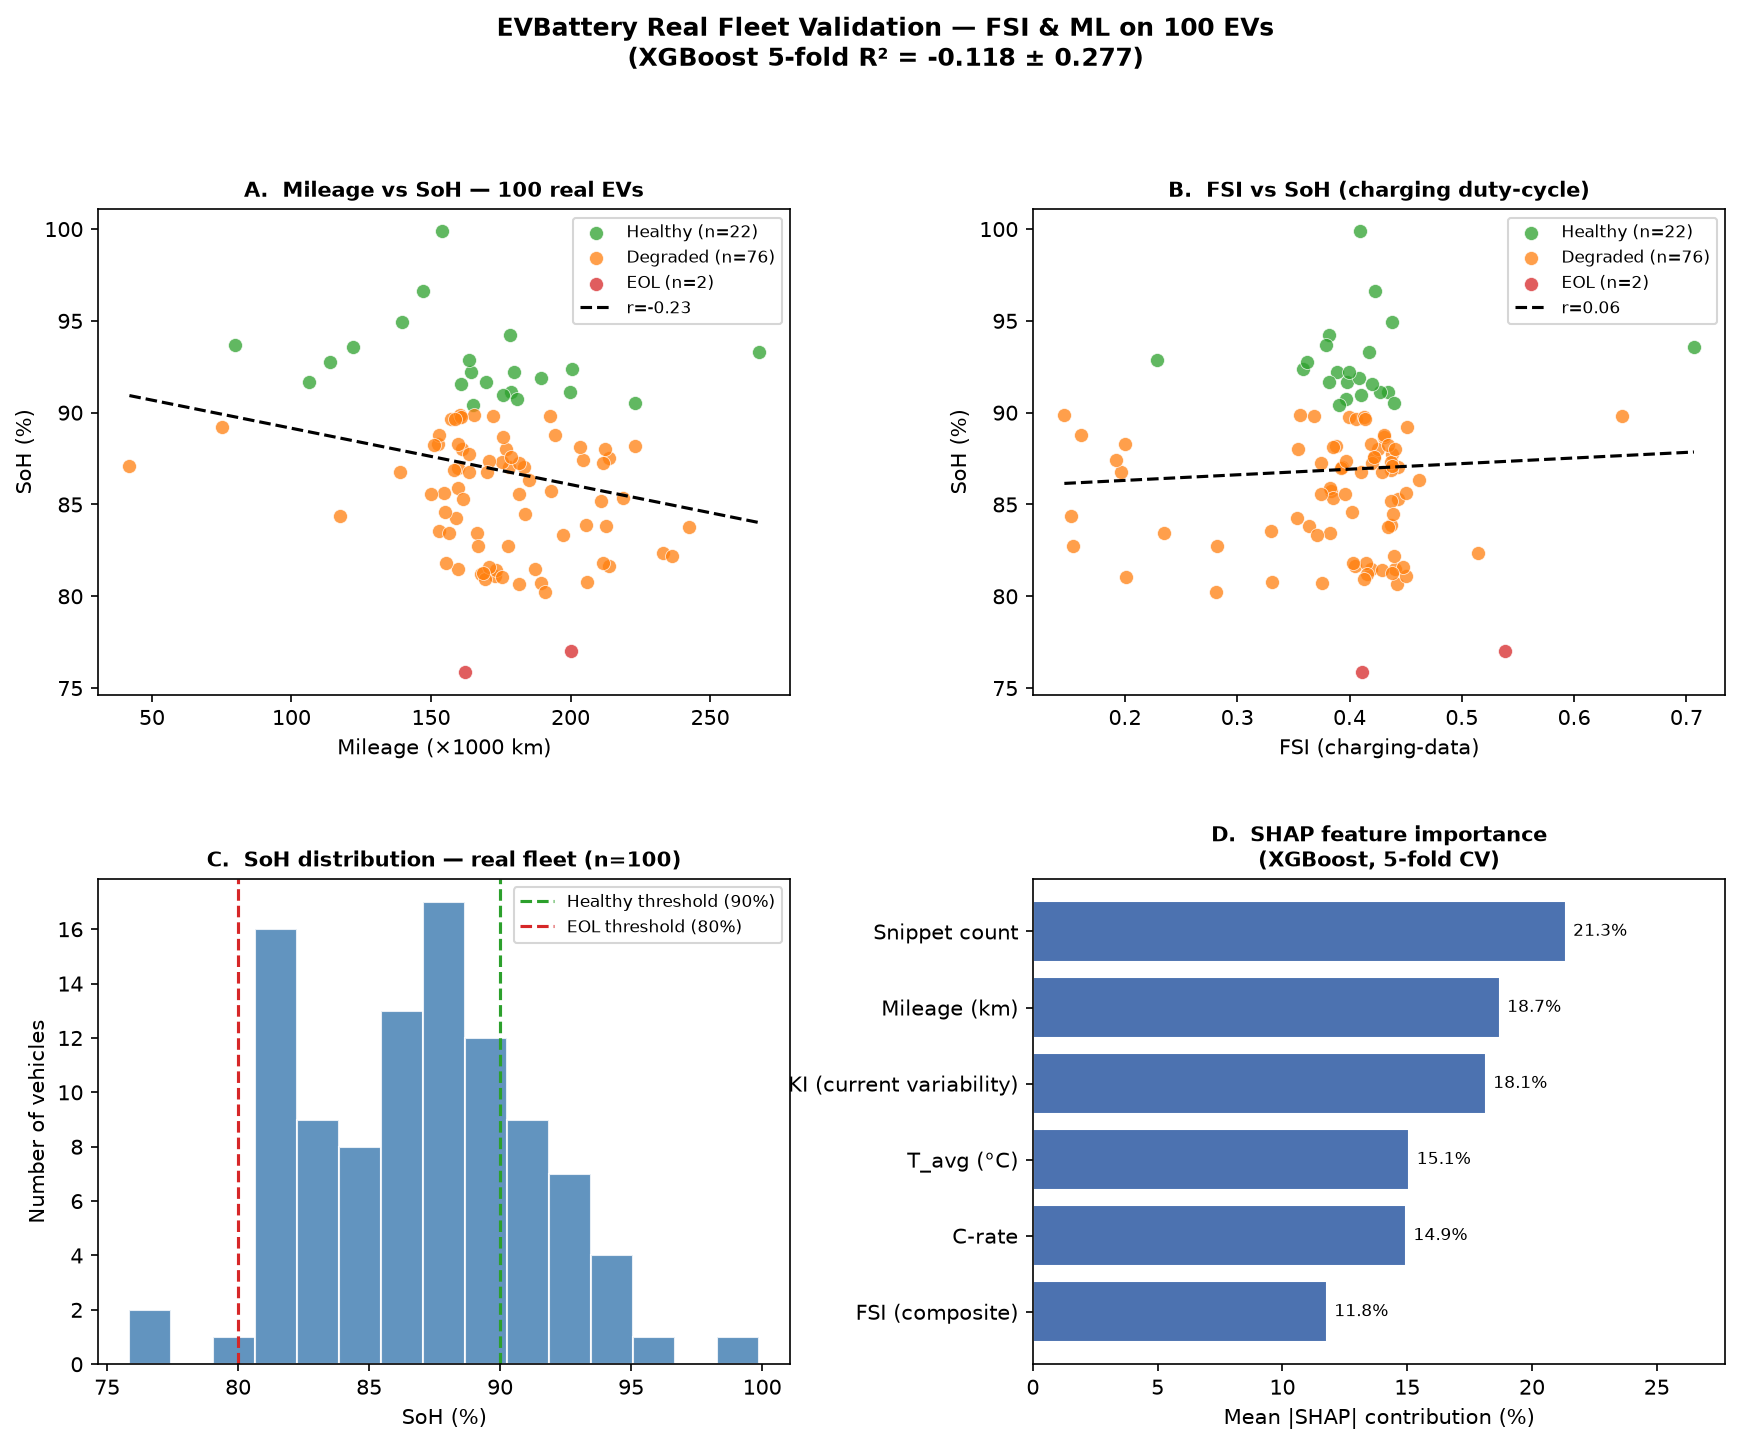 EVBattery Real Fleet Validation — FSI & ML on 100 EVs
(XGBoost 5-fold R² = -0.118 ± 0.277)
A.  Mileage vs SoH — 100 real EVs
Healthy (n=22)
Degraded (n=76)
EOL (n=2)
r=-0.23
100
95
90
85
80
75
SoH (%)
50
100
150
200
250
Mileage (×1000 km)
B.  FSI vs SoH (charging duty-cycle)
Healthy (n=22)
Degraded (n=76)
EOL (n=2)
r=0.06
100
95
90
85
80
75
SoH (%)
0.2
0.3
0.4
0.5
0.6
0.7
FSI (charging-data)
C.  SoH distribution — real fleet (n=100)
Healthy threshold (90%)
EOL threshold (80%)
16
14
12
10
8
6
4
2
0
Number of vehicles
75
80
85
90
95
100
SoH (%)
D.  SHAP feature importance
(XGBoost, 5-fold CV)
Snippet count
21.3%
Mileage (km)
18.7%
KI (current variability)
18.1%
T_avg (°C)
15.1%
C-rate
14.9%
FSI (composite)
11.8%
0
5
10
15
20
25
Mean |SHAP| contribution (%)